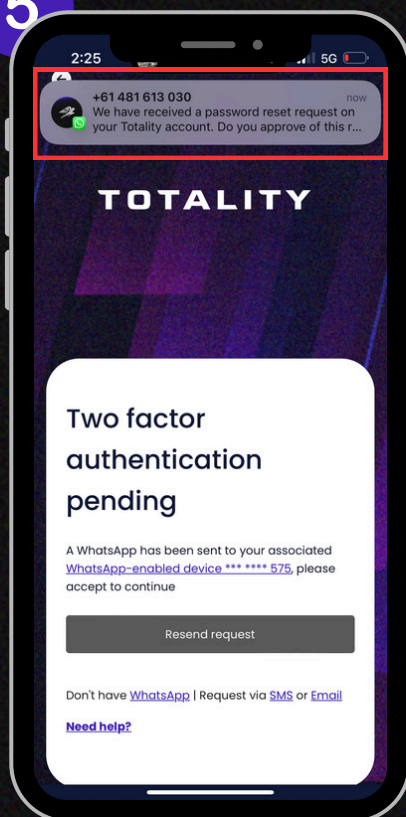 5
2:25
5G
+61 481 613 030 now
We have received a password reset request on
your Totality account. Do you approve of this r...
TOTALITY
Two factor
authentication
pending
A WhatsApp has been sent to your associated
WhatsApp-enabled device *** **** 575, please
accept to continue
Resend request
Don't have WhatsApp | Request via SMS or Email
Need help?